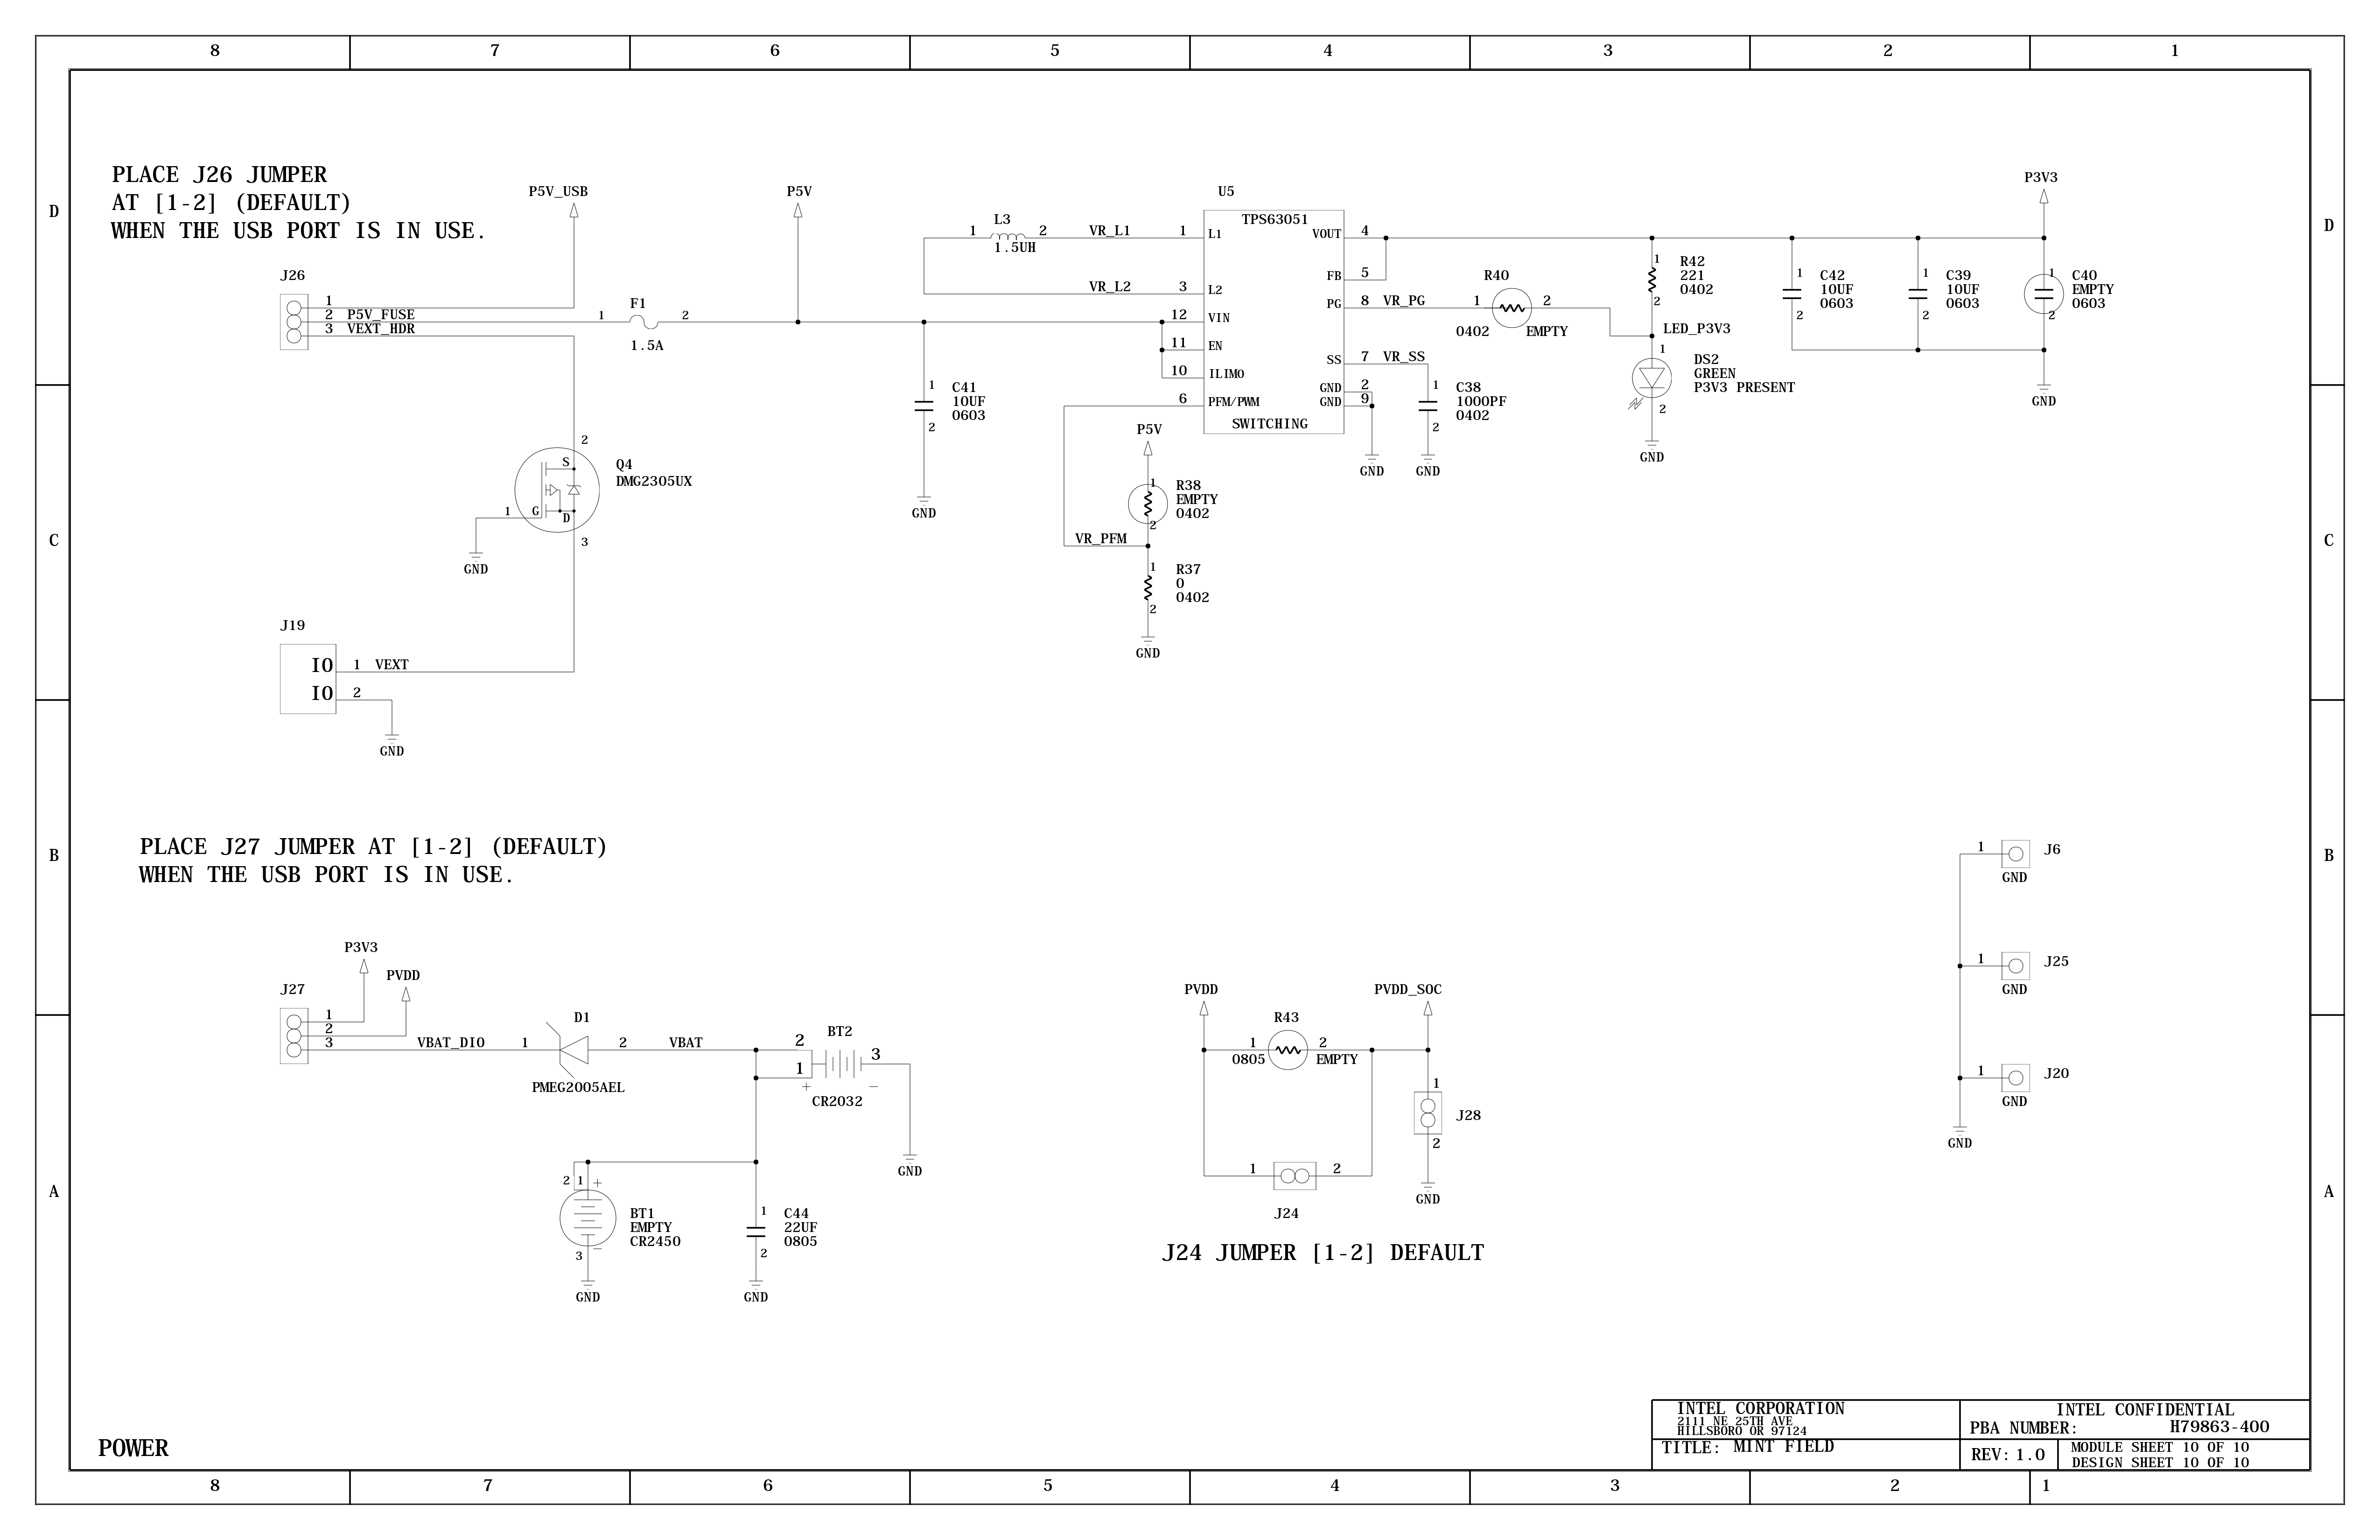 8 7 6 5 4 3 2 1
D
D
PLACE J26 JUMPER
AT [1-2] (DEFAULT)
WHEN THE USB PORT IS IN USE.
P5V_USB
P5V
J26
1
2 P5V_FUSE
3 VEXT_HDR
1
F1
2
1.5A
1
L3
2
1.5UH
VR_L1
VR_L2
U5
TPS63051
1 L1
3 L2
12 VIN
11 EN
10 ILIMO
6 PFM/PWM
SWITCHING
VOUT 4
FB 5
PG 8 VR_PG
SS 7 VR_SS
GND 2
GND 9
GND
R40
1
2
0402
EMPTY
1
C38
1000PF
0402
2
GND
1
R42
221
0402
2
LED_P3V3
1
DS2
GREEN
P3V3 PRESENT
2
GND
1
C42
10UF
0603
2
1
C39
10UF
0603
2
P3V3
1
C40
EMPTY
0603
2
GND
1
C41
10UF
0603
2
GND
P5V
1
R38
EMPTY
0402
2
VR_PFM
1
R37
0
0402
2
GND
C
C
2
S
Q4
DMG2305UX
1
G
D
3
GND
J19
IO 1 VEXT
IO 2
GND
B
B
PLACE J27 JUMPER AT [1-2] (DEFAULT)
WHEN THE USB PORT IS IN USE.
P3V3
PVDD
J27
1
2
3
VBAT_DIO
1
D1
2
PMEG2005AEL
VBAT
BT2
2
1
3
+
-
CR2032
GND
2 1 +
BT1
EMPTY
CR2450
3
-
GND
1
C44
22UF
0805
2
GND
PVDD
PVDD_SOC
R43
1
2
0805
EMPTY
1
J28
2
GND
1
2
J24
J24 JUMPER [1-2] DEFAULT
1
J6
GND
1
J25
GND
1
J20
GND
GND
A
A
POWER
INTEL CORPORATION
2111 NE 25TH AVE
HILLSBORO OR 97124
TITLE: MINT FIELD
INTEL CONFIDENTIAL
PBA NUMBER: H79863-400
REV: 1.0
MODULE SHEET 10 OF 10
DESIGN SHEET 10 OF 10
8 7 6 5 4 3 2 1